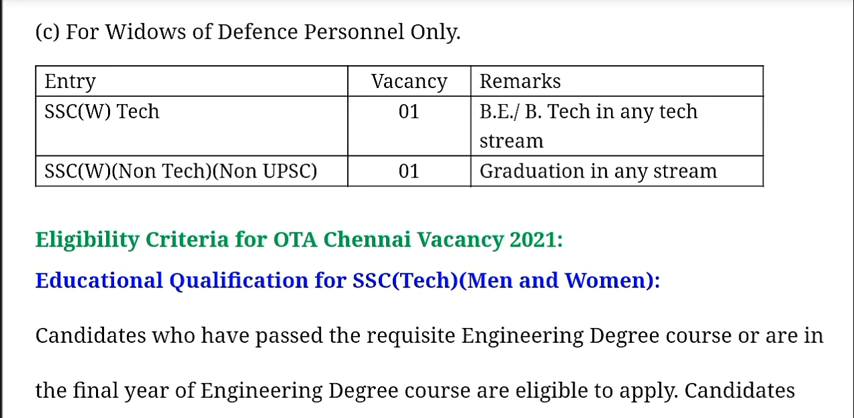 (c) For Widows of Defence Personnel Only.
Entry Vacancy Remarks
SSC(W) Tech 01 B.E./ B. Tech in any tech
stream
SSC(W)(Non Tech)(Non UPSC) 01 Graduation in any stream
Eligibility Criteria for OTA Chennai Vacancy 2021:
Educational Qualification for SSC(Tech)(Men and Women):
Candidates who have passed the requisite Engineering Degree course or are in
the final year of Engineering Degree course are eligible to apply. Candidates